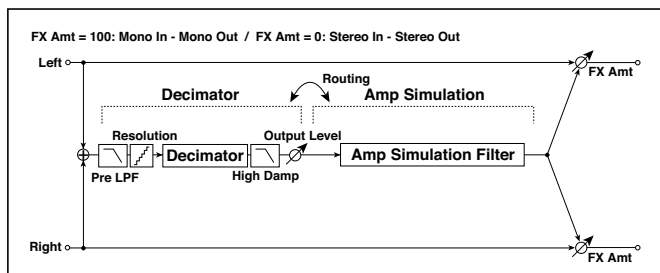 FX Amt = 100: Mono In - Mono Out / FX Amt = 0: Stereo In - Stereo Out
Left
FX Amt
Routing
Decimator
Amp Simulation
Resolution
Output Level
Decimator
Amp Simulation Filter
Pre LPF
High Damp
Right
FX Amt